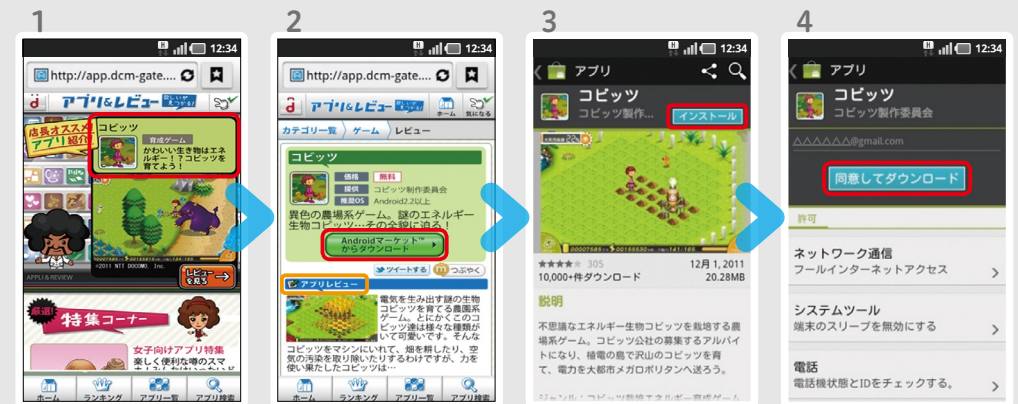 1
12:34
http://app.dcm-gate....
アプリ&レビュー
店長オススメ
アプリ紹介
コビッツ
育成ゲーム
かわいい生き物はエネ
ルギー!?コビッツを
育てよう!
©2011 NTT DOCOMO, Inc.
APPLI & REVIEW
レビュー
を見る
厳選!
特集コーナー
女子向けアプリ特集
楽しく便利な噂のスマ
ホーム
ランキング
アプリ一覧
アプリ検索
2
12:34
http://app.dcm-gate....
アプリ&レビュー
ホーム
気になる
カテゴリ一覧
ゲーム
レビュー
コビッツ
価格
無料
提供
コビッツ制作委員会
推奨OS
Android2.2以上
異色の農場系ゲーム。謎のエネルギー
生物コビッツ…その全貌に迫る!
Androidマーケット™
からダウンロード
ツイートする
つぶやく
アプリレビュー
電気を生み出す謎の生物
コビッツを育てる農園系
ゲーム。とにかくこのコ
ビッツ達は様々な種類が
いて可愛いです。そんな
コビッツをマシンにいれて、畑を耕したり、空
気の汚染を取り除いたりするわけですが、力を
使い果たしたコビッツは…
ホーム
ランキング
アプリ一覧
アプリ検索
3
12:34
アプリ
コビッツ
コビッツ製作...
インストール
305
12月 1, 2011
10,000+件ダウンロード
20.28MB
説明
不思議なエネルギー生物コビッツを栽培する農
場系ゲーム。コビッツ公社の募集するアルバイ
トになり、植電の島で沢山のコビッツを育
て、電力を大都市メガロポリタンへ送ろう。
ジャンル:コビッツ栽培エネルギー育成ゲーム
4
12:34
アプリ
コビッツ
コビッツ製作委員会
△△△△△△@gmail.com
同意してダウンロード
許可
ネットワーク通信
フールインターネットアクセス
システムツール
端末のスリープを無効にする
電話
電話機状態とIDをチェックする。